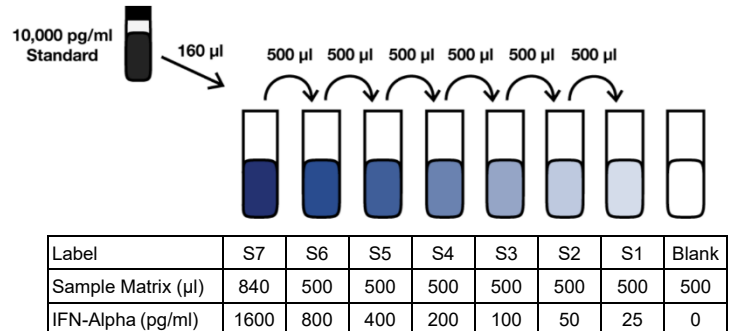 10,000 pg/ml
Standard
160 µl
500 µl 500 µl 500 µl 500 µl 500 µl 500 µl
Label S7 S6 S5 S4 S3 S2 S1 Blank
Sample Matrix (µl) 840 500 500 500 500 500 500 500
IFN-Alpha (pg/ml) 1600 800 400 200 100 50 25 0